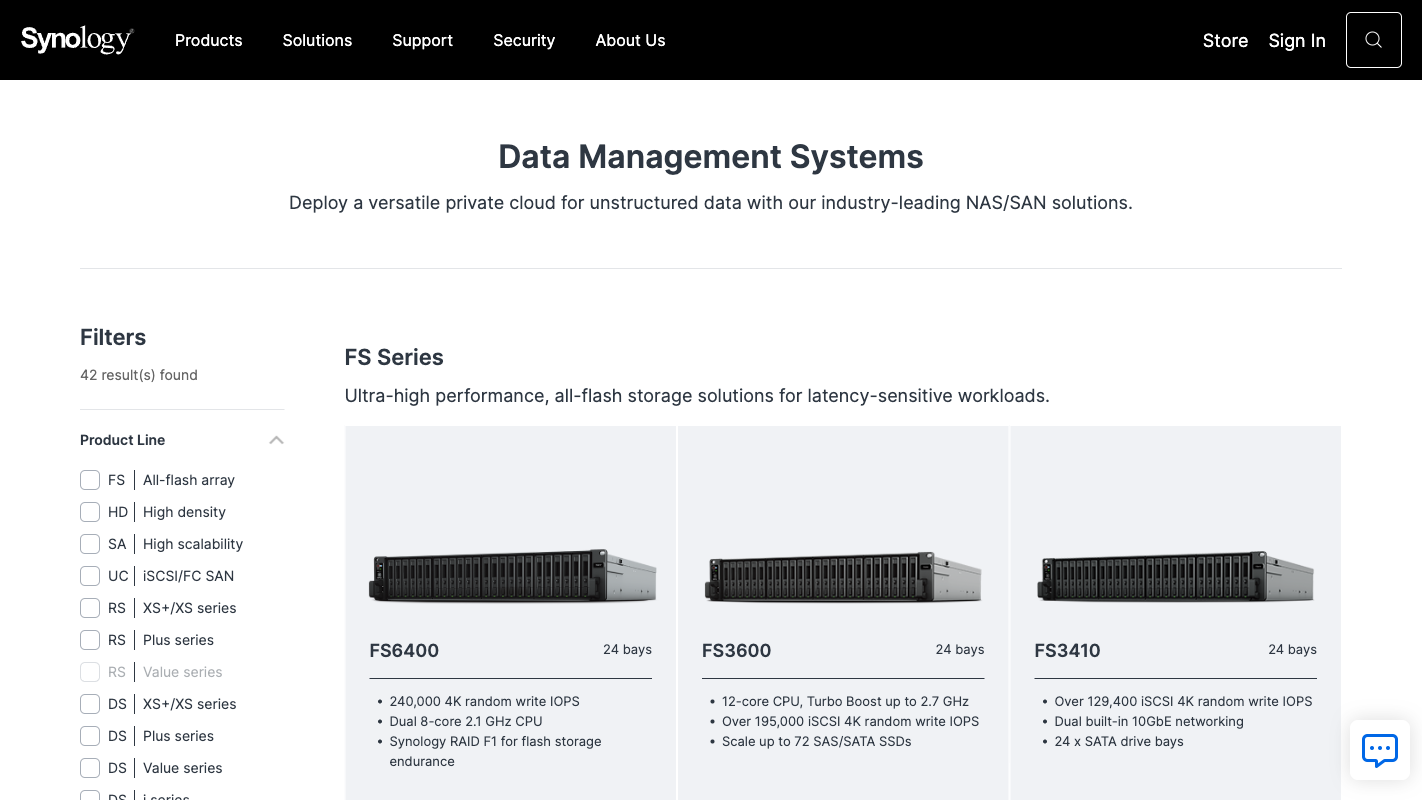 Synology
Products
Solutions
Support
Security
About Us
Store
Sign In
Data Management Systems
Deploy a versatile private cloud for unstructured data with our industry-leading NAS/SAN solutions.
Filters
42 result(s) found
Product Line
FS | All-flash array
HD | High density
SA | High scalability
UC | iSCSI/FC SAN
RS | XS+/XS series
RS | Plus series
RS | Value series
DS | XS+/XS series
DS | Plus series
DS | Value series
DS | j series
FS Series
Ultra-high performance, all-flash storage solutions for latency-sensitive workloads.
FS6400
24 bays
• 240,000 4K random write IOPS
• Dual 8-core 2.1 GHz CPU
• Synology RAID F1 for flash storage
endurance
FS3600
24 bays
• 12-core CPU, Turbo Boost up to 2.7 GHz
• Over 195,000 iSCSI 4K random write IOPS
• Scale up to 72 SAS/SATA SSDs
FS3410
24 bays
• Over 129,400 iSCSI 4K random write IOPS
• Dual built-in 10GbE networking
• 24 x SATA drive bays